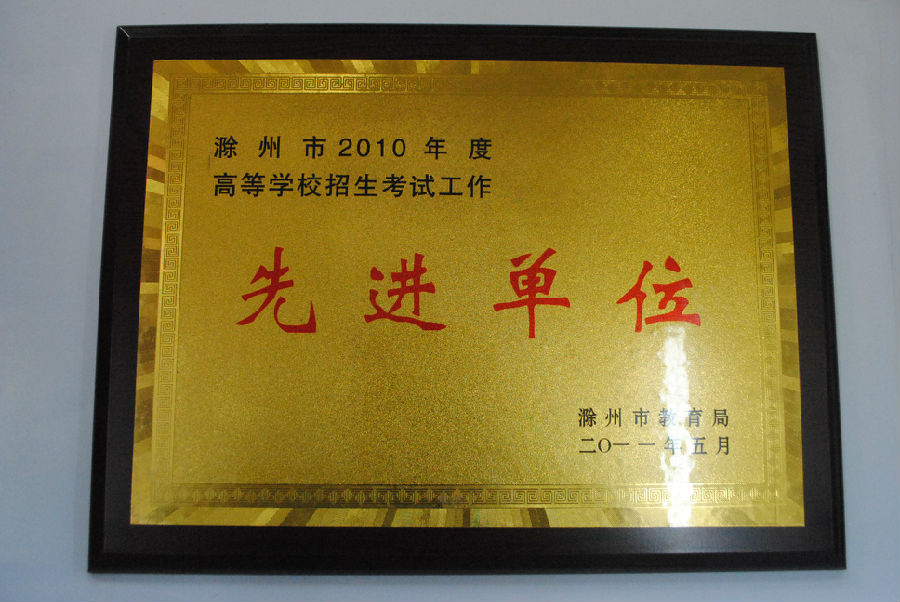 滁州市2010年度
高等学校招生考试工作
先进单位
滁州市教育局
二〇一一年五月